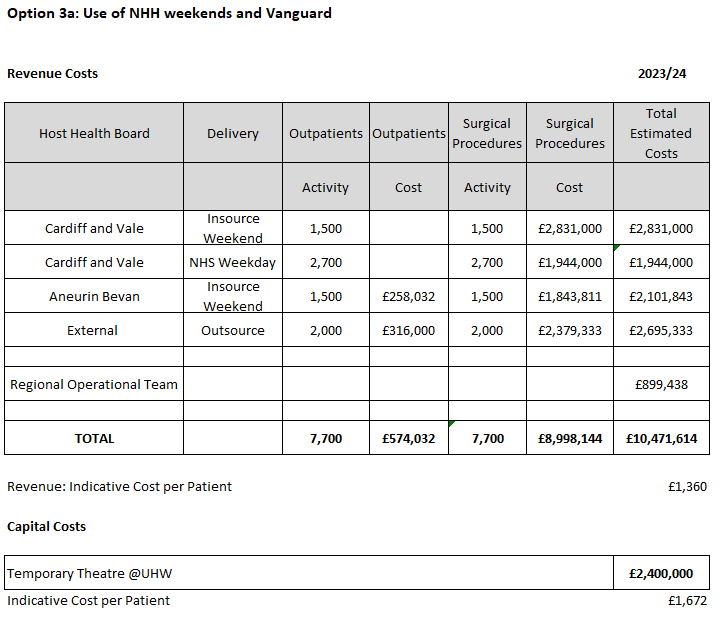 Option 3a: Use of NHH weekends and Vanguard
Revenue Costs 2023/24
Host Health Board Delivery Outpatients Outpatients Surgical Procedures Surgical Procedures Total Estimated Costs
Activity Cost Activity Cost
Cardiff and Vale Insource Weekend 1,500 1,500 £2,831,000 £2,831,000
Cardiff and Vale NHS Weekday 2,700 2,700 £1,944,000 £1,944,000
Aneurin Bevan Insource Weekend 1,500 £258,032 1,500 £1,843,811 £2,101,843
External Outsource 2,000 £316,000 2,000 £2,379,333 £2,695,333
Regional Operational Team £899,438
TOTAL 7,700 £574,032 7,700 £8,998,144 £10,471,614
Revenue: Indicative Cost per Patient £1,360
Capital Costs
Temporary Theatre @UHW £2,400,000
Indicative Cost per Patient £1,672